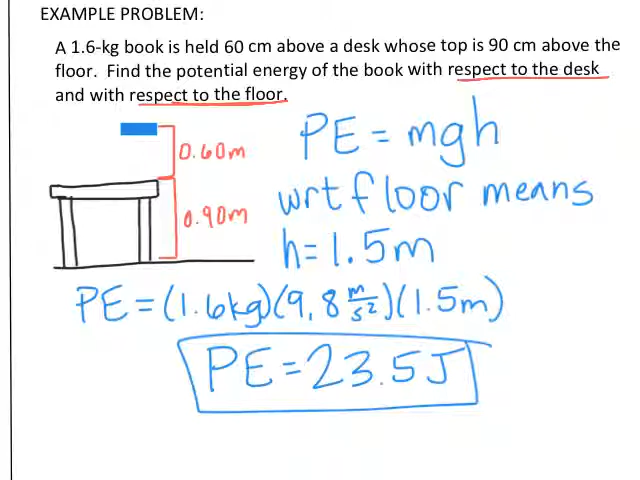 EXAMPLE PROBLEM:
A 1.6-kg book is held 60 cm above a desk whose top is 90 cm above the
floor. Find the potential energy of the book with respect to the desk
and with respect to the floor.
PE = mgh
0.60m
wrt floor means
0.90m
h=1.5m
PE=(1.6kg)(9,8 m/s²)(1.5m)
PE=23.5J